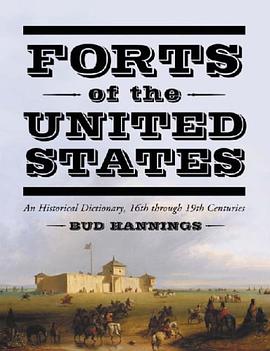 FORTS
of the
UNITED
STATES
An Historical Dictionary, 16th through 19th Centuries
BUD HANNINGS